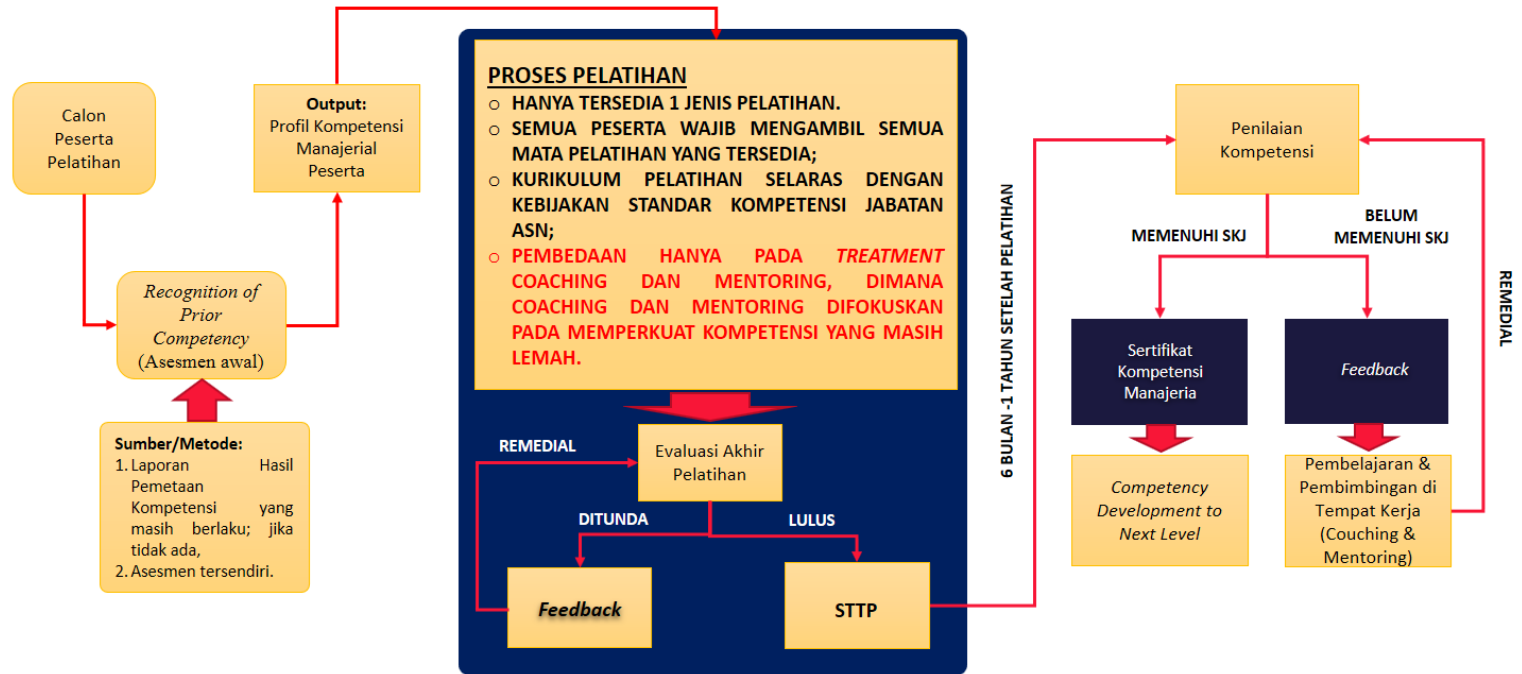 Calon
Peserta
Pelatihan
Output:
Profil Kompetensi
Manajerial
Peserta
Recognition of
Prior
Competency
(Asesmen awal)
Sumber/Metode:
1. Laporan Hasil
Pemetaan
Kompetensi yang
masih berlaku; jika
tidak ada,
2. Asesmen tersendiri.
PROSES PELATIHAN
o HANYA TERSEDIA 1 JENIS PELATIHAN.
o SEMUA PESERTA WAJIB MENGAMBIL SEMUA
MATA PELATIHAN YANG TERSEDIA;
o KURIKULUM PELATIHAN SELARAS DENGAN
KEBIJAKAN STANDAR KOMPETENSI JABATAN
ASN;
o PEMBEDAAN HANYA PADA TREATMENT
COACHING DAN MENTORING, DIMANA
COACHING DAN MENTORING DIFOKUSKAN
PADA MEMPERKUAT KOMPETENSI YANG MASIH
LEMAH.
REMEDIAL
Evaluasi Akhir
Pelatihan
DITUNDA
LULUS
Feedback
STTP
6 BULAN -1 TAHUN SETELAH PELATIHAN
Penilaian
Kompetensi
MEMENUHI SKJ
BELUM
MEMENUHI SKJ
REMEDIAL
Sertifikat
Kompetensi
Manajeria
Feedback
Competency
Development to
Next Level
Pembelajaran &
Pembimbingan di
Tempat Kerja
(Couching &
Mentoring)